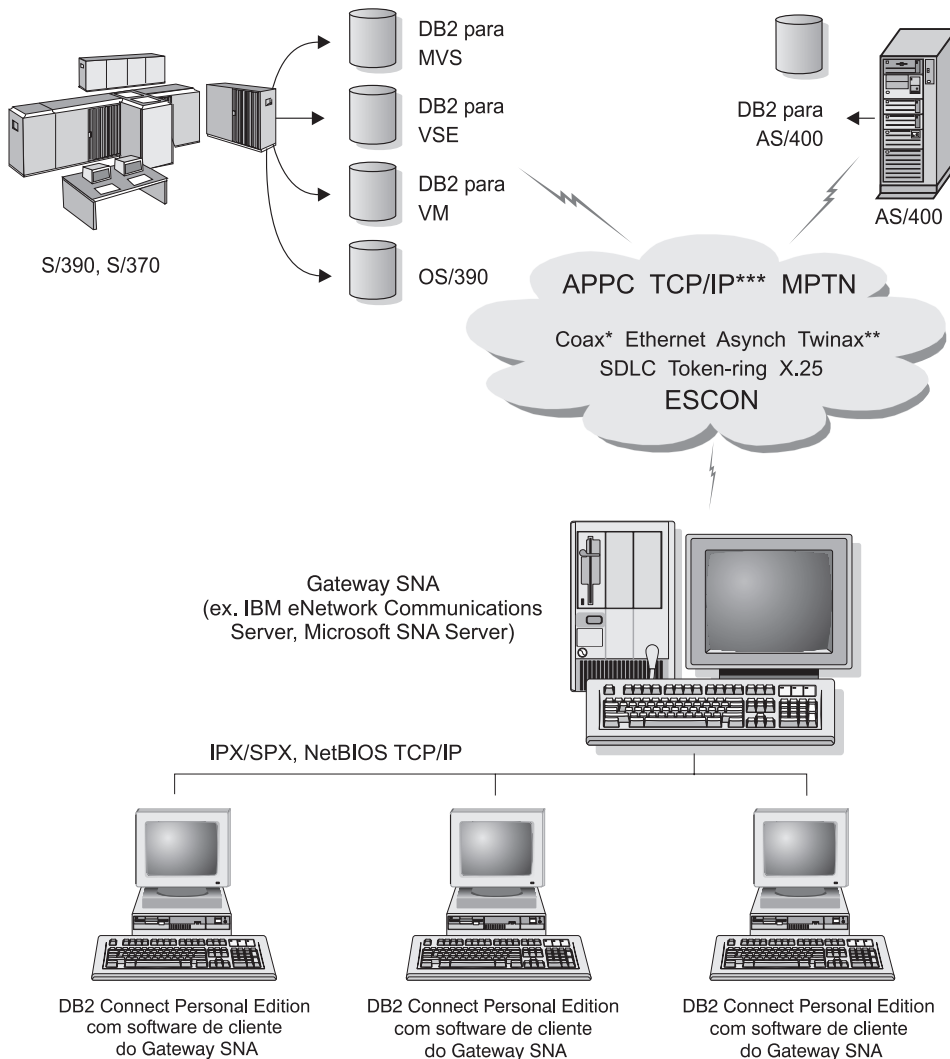 DB2 para
MVS
DB2 para
VSE
DB2 para
VM
OS/390
S/390, S/370
DB2 para
AS/400
AS/400
APPC TCP/IP*** MPTN
Coax* Ethernet Asynch Twinax**
SDLC Token-ring X.25
ESCON
Gateway SNA
(ex. IBM eNetwork Communications
Server, Microsoft SNA Server)
IPX/SPX, NetBIOS TCP/IP
DB2 Connect Personal Edition
com software de cliente
do Gateway SNA
DB2 Connect Personal Edition
com software de cliente
do Gateway SNA
DB2 Connect Personal Edition
com software de cliente
do Gateway SNA